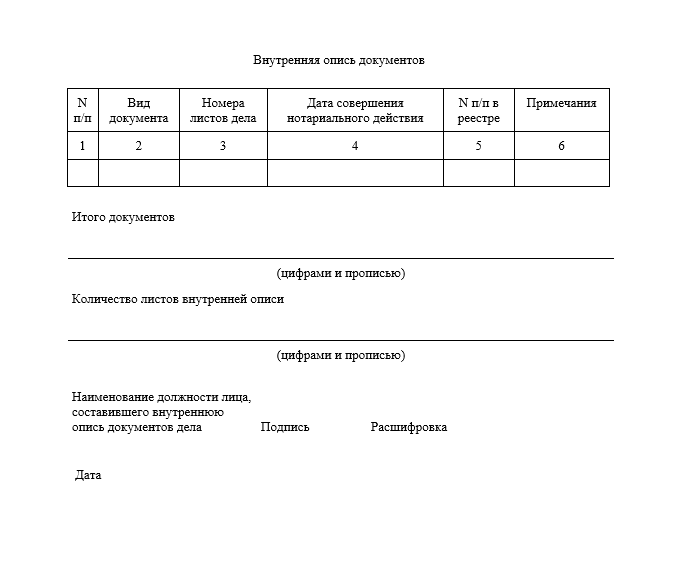 Внутренняя опись документов
N п/п
Вид документа
Номера листов дела
Дата совершения нотариального действия
N п/п в реестре
Примечания
1 2 3 4 5 6
Итого документов
(цифрами и прописью)
Количество листов внутренней описи
(цифрами и прописью)
Наименование должности лица,
составившего внутреннюю
опись документов дела Подпись Расшифровка
Дата